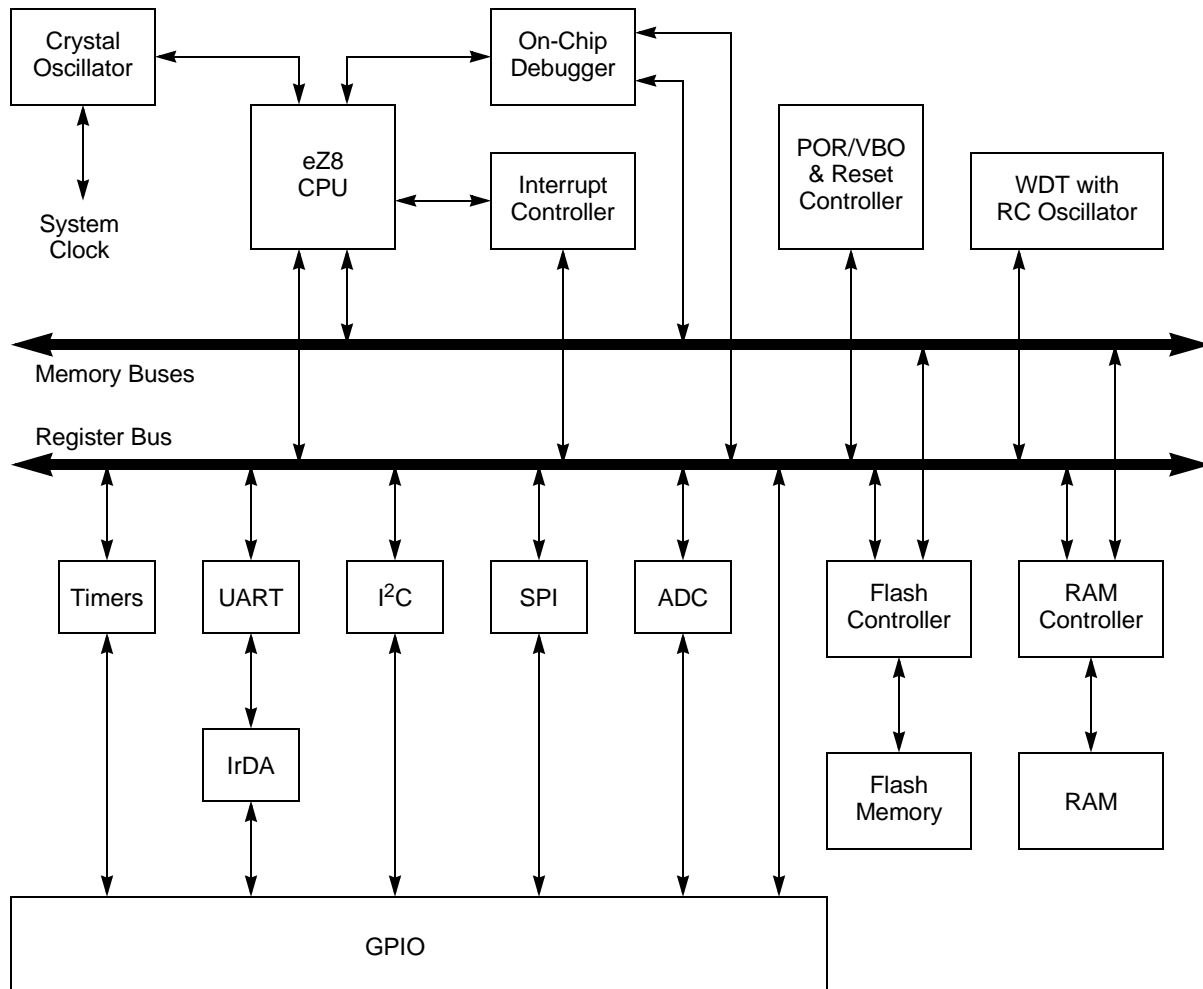 Crystal
Oscillator
On-Chip
Debugger
eZ8
CPU
Interrupt
Controller
POR/VBO
& Reset
Controller
WDT with
RC Oscillator
System
Clock
Memory Buses
Register Bus
Timers
UART
I²C
SPI
ADC
Flash
Controller
RAM
Controller
IrDA
Flash
Memory
RAM
GPIO